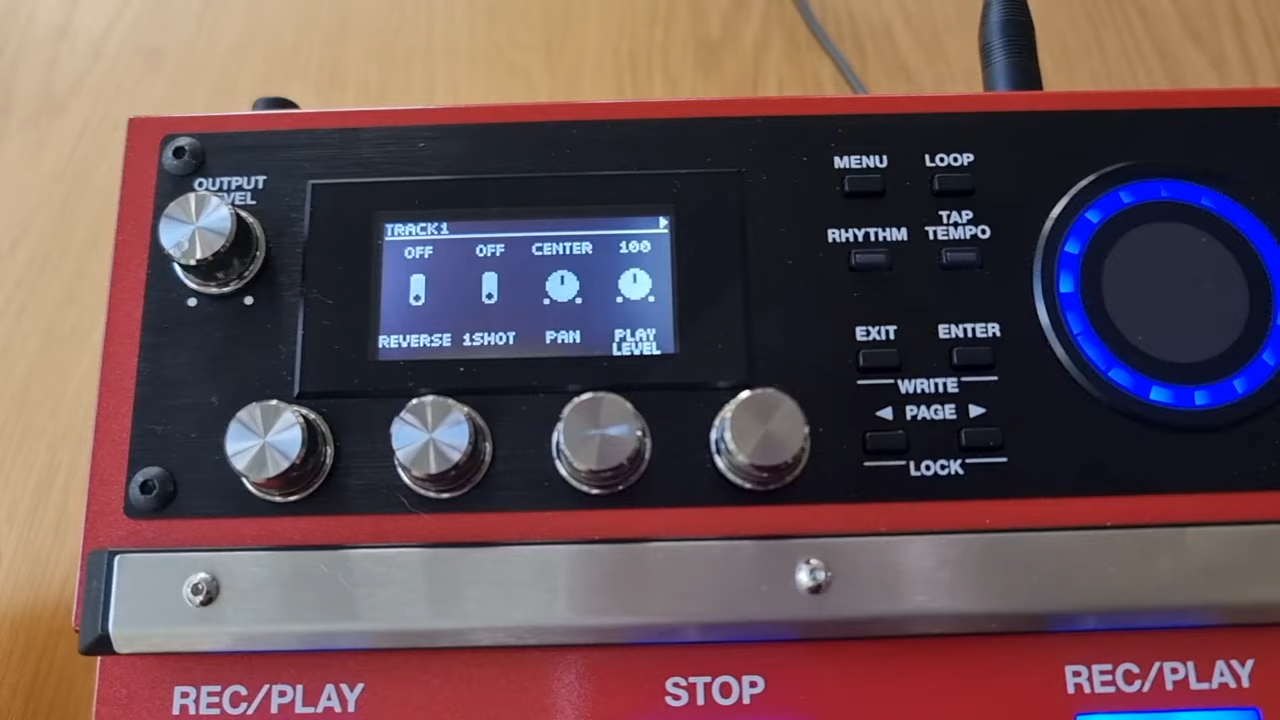 OUTPUT
LEVEL
TRACK1
OFF OFF CENTER 100
REVERSE 1SHOT PAN PLAY
LEVEL
MENU LOOP
RHYTHM TAP
TEMPO
EXIT ENTER
WRITE
◀ PAGE ▶
LOCK
REC/PLAY STOP REC/PLAY